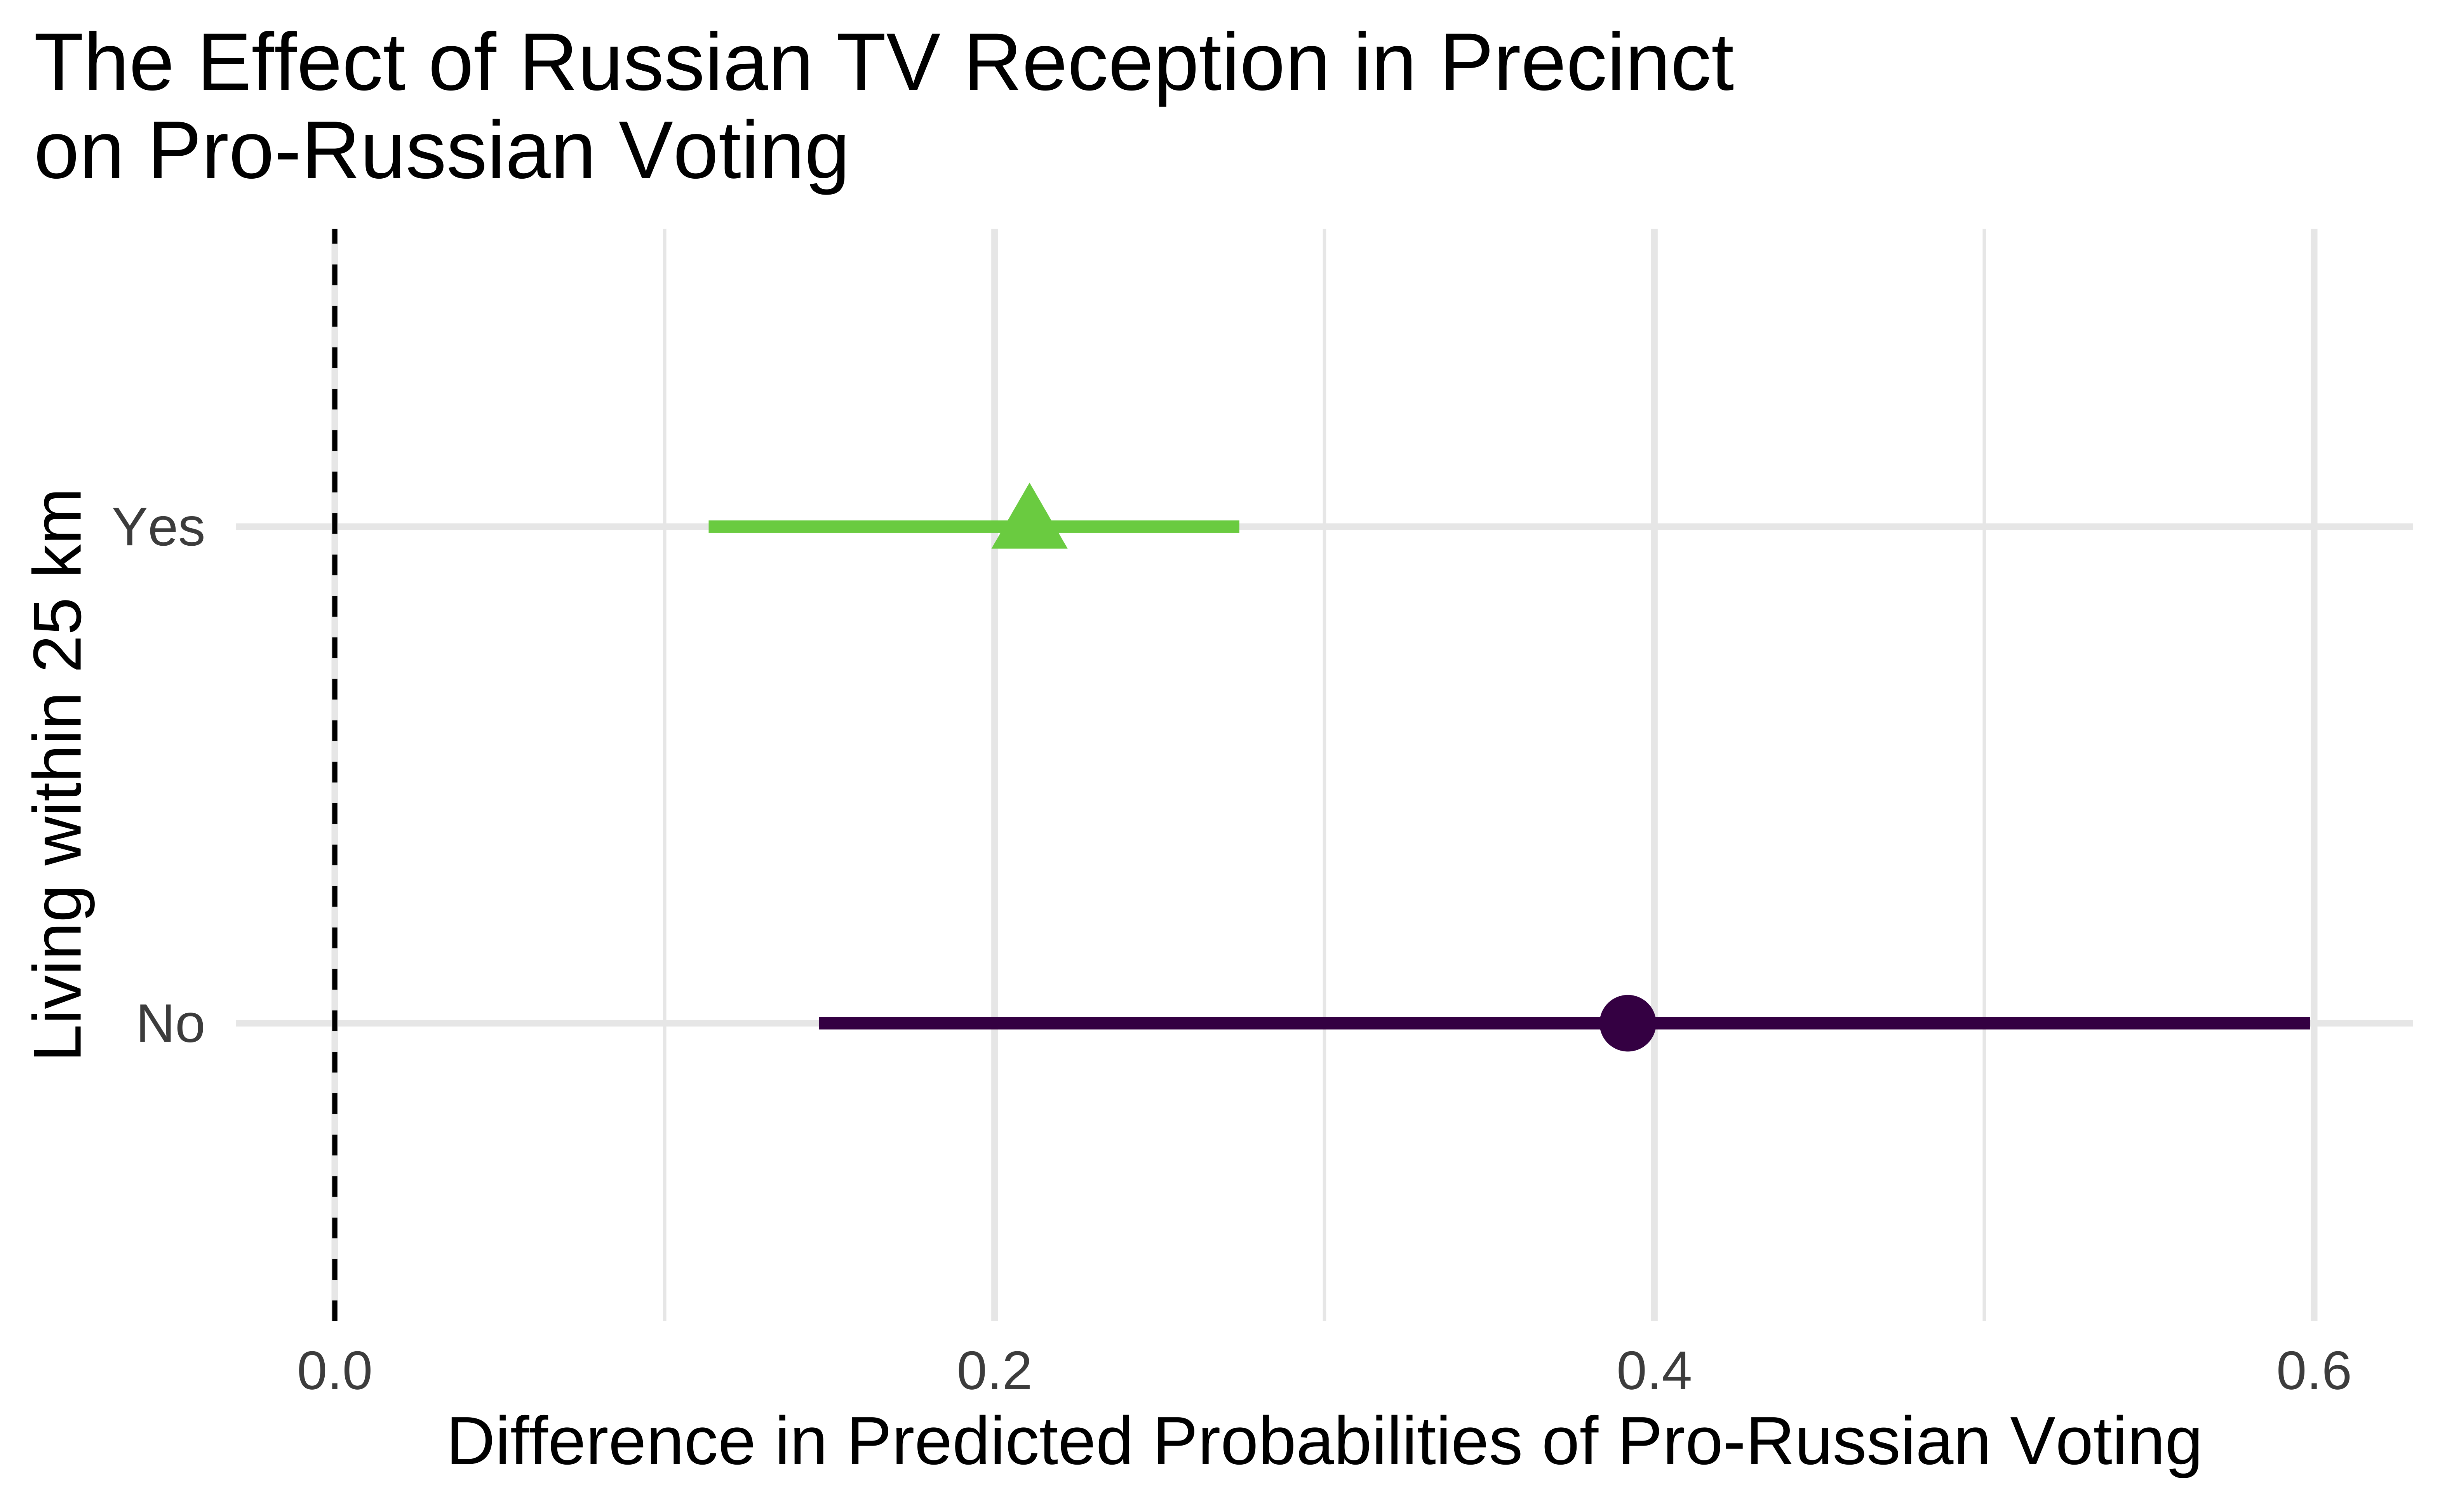 The Effect of Russian TV Reception in Precinct
on Pro-Russian Voting
Living within 25 km
Yes
No
0.0
0.2
0.4
0.6
Difference in Predicted Probabilities of Pro-Russian Voting